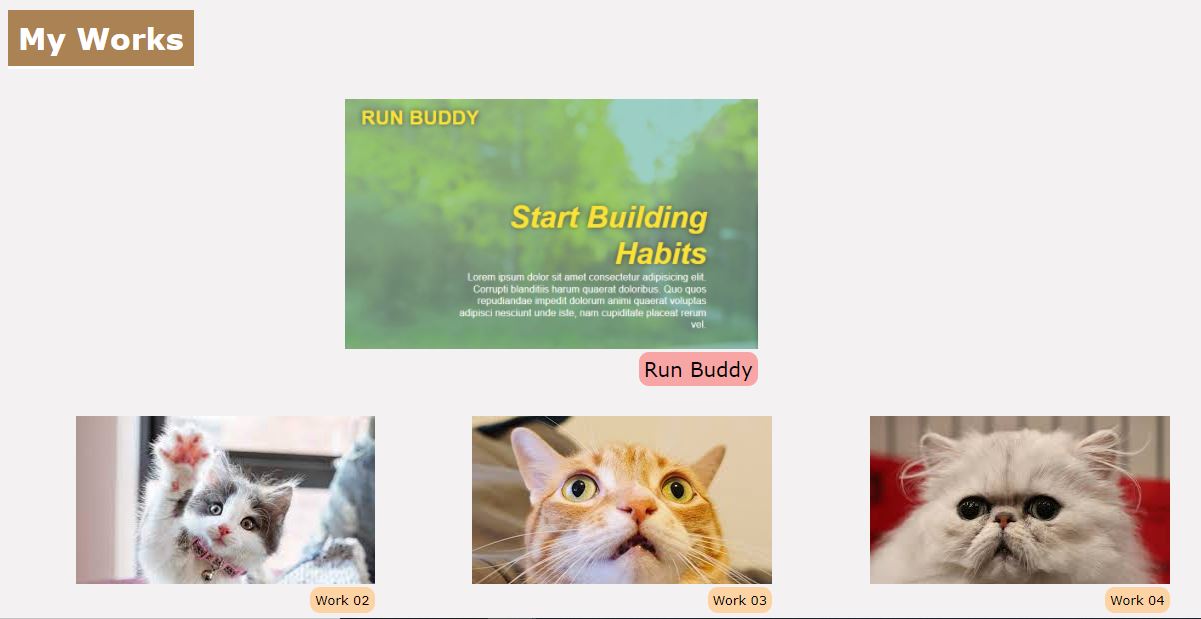 My Works
RUN BUDDY
Start Building
Habits
Lorem ipsum dolor sit amet consectetur adipisicing elit.
Corrupti blanditiis harum quaerat doloribus. Quo quos
repudiandae impedit dolorum animi quaerat voluptas
adipisci nesciunt unde iste, nam cupiditate placeat rerum
vel.
Run Buddy
Work 02
Work 03
Work 04